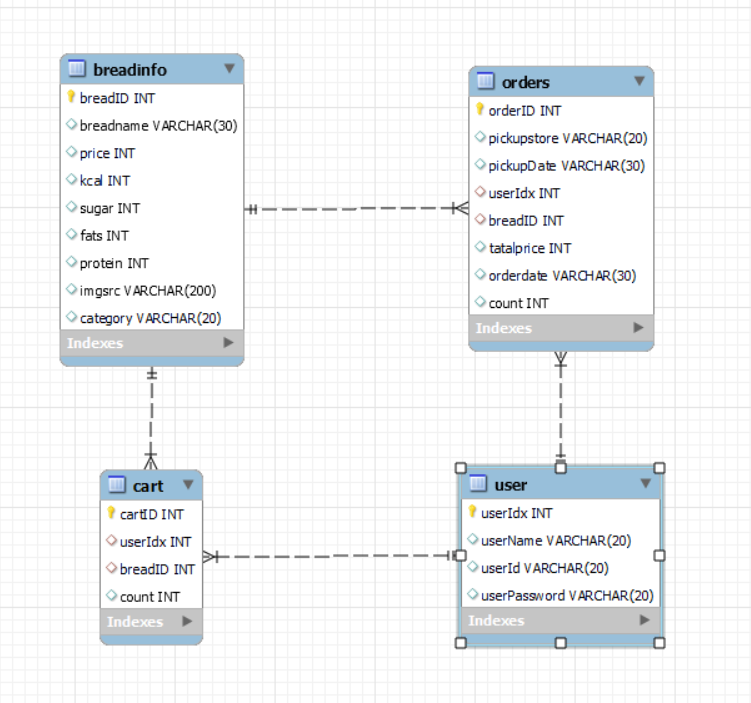 breadinfo
breadID INT
breadname VARCHAR(30)
price INT
kcal INT
sugar INT
fats INT
protein INT
imgsrc VARCHAR(200)
category VARCHAR(20)
Indexes
orders
orderID INT
pickupstore VARCHAR(20)
pickupDate VARCHAR(30)
userIdx INT
breadID INT
tatalprice INT
orderdate VARCHAR(30)
count INT
Indexes
cart
cartID INT
userIdx INT
breadID INT
count INT
Indexes
user
userIdx INT
userName VARCHAR(20)
userId VARCHAR(20)
userPassword VARCHAR(20)
Indexes